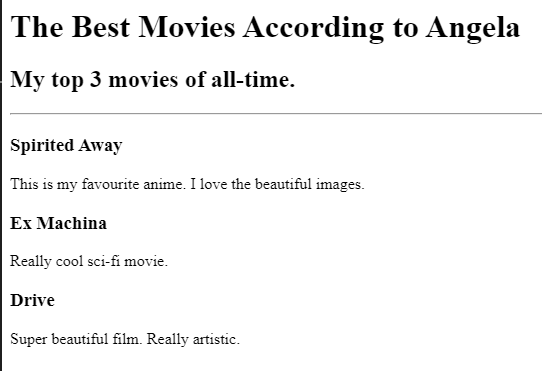 The Best Movies According to Angela
My top 3 movies of all-time.
Spirited Away
This is my favourite anime. I love the beautiful images.
Ex Machina
Really cool sci-fi movie.
Drive
Super beautiful film. Really artistic.